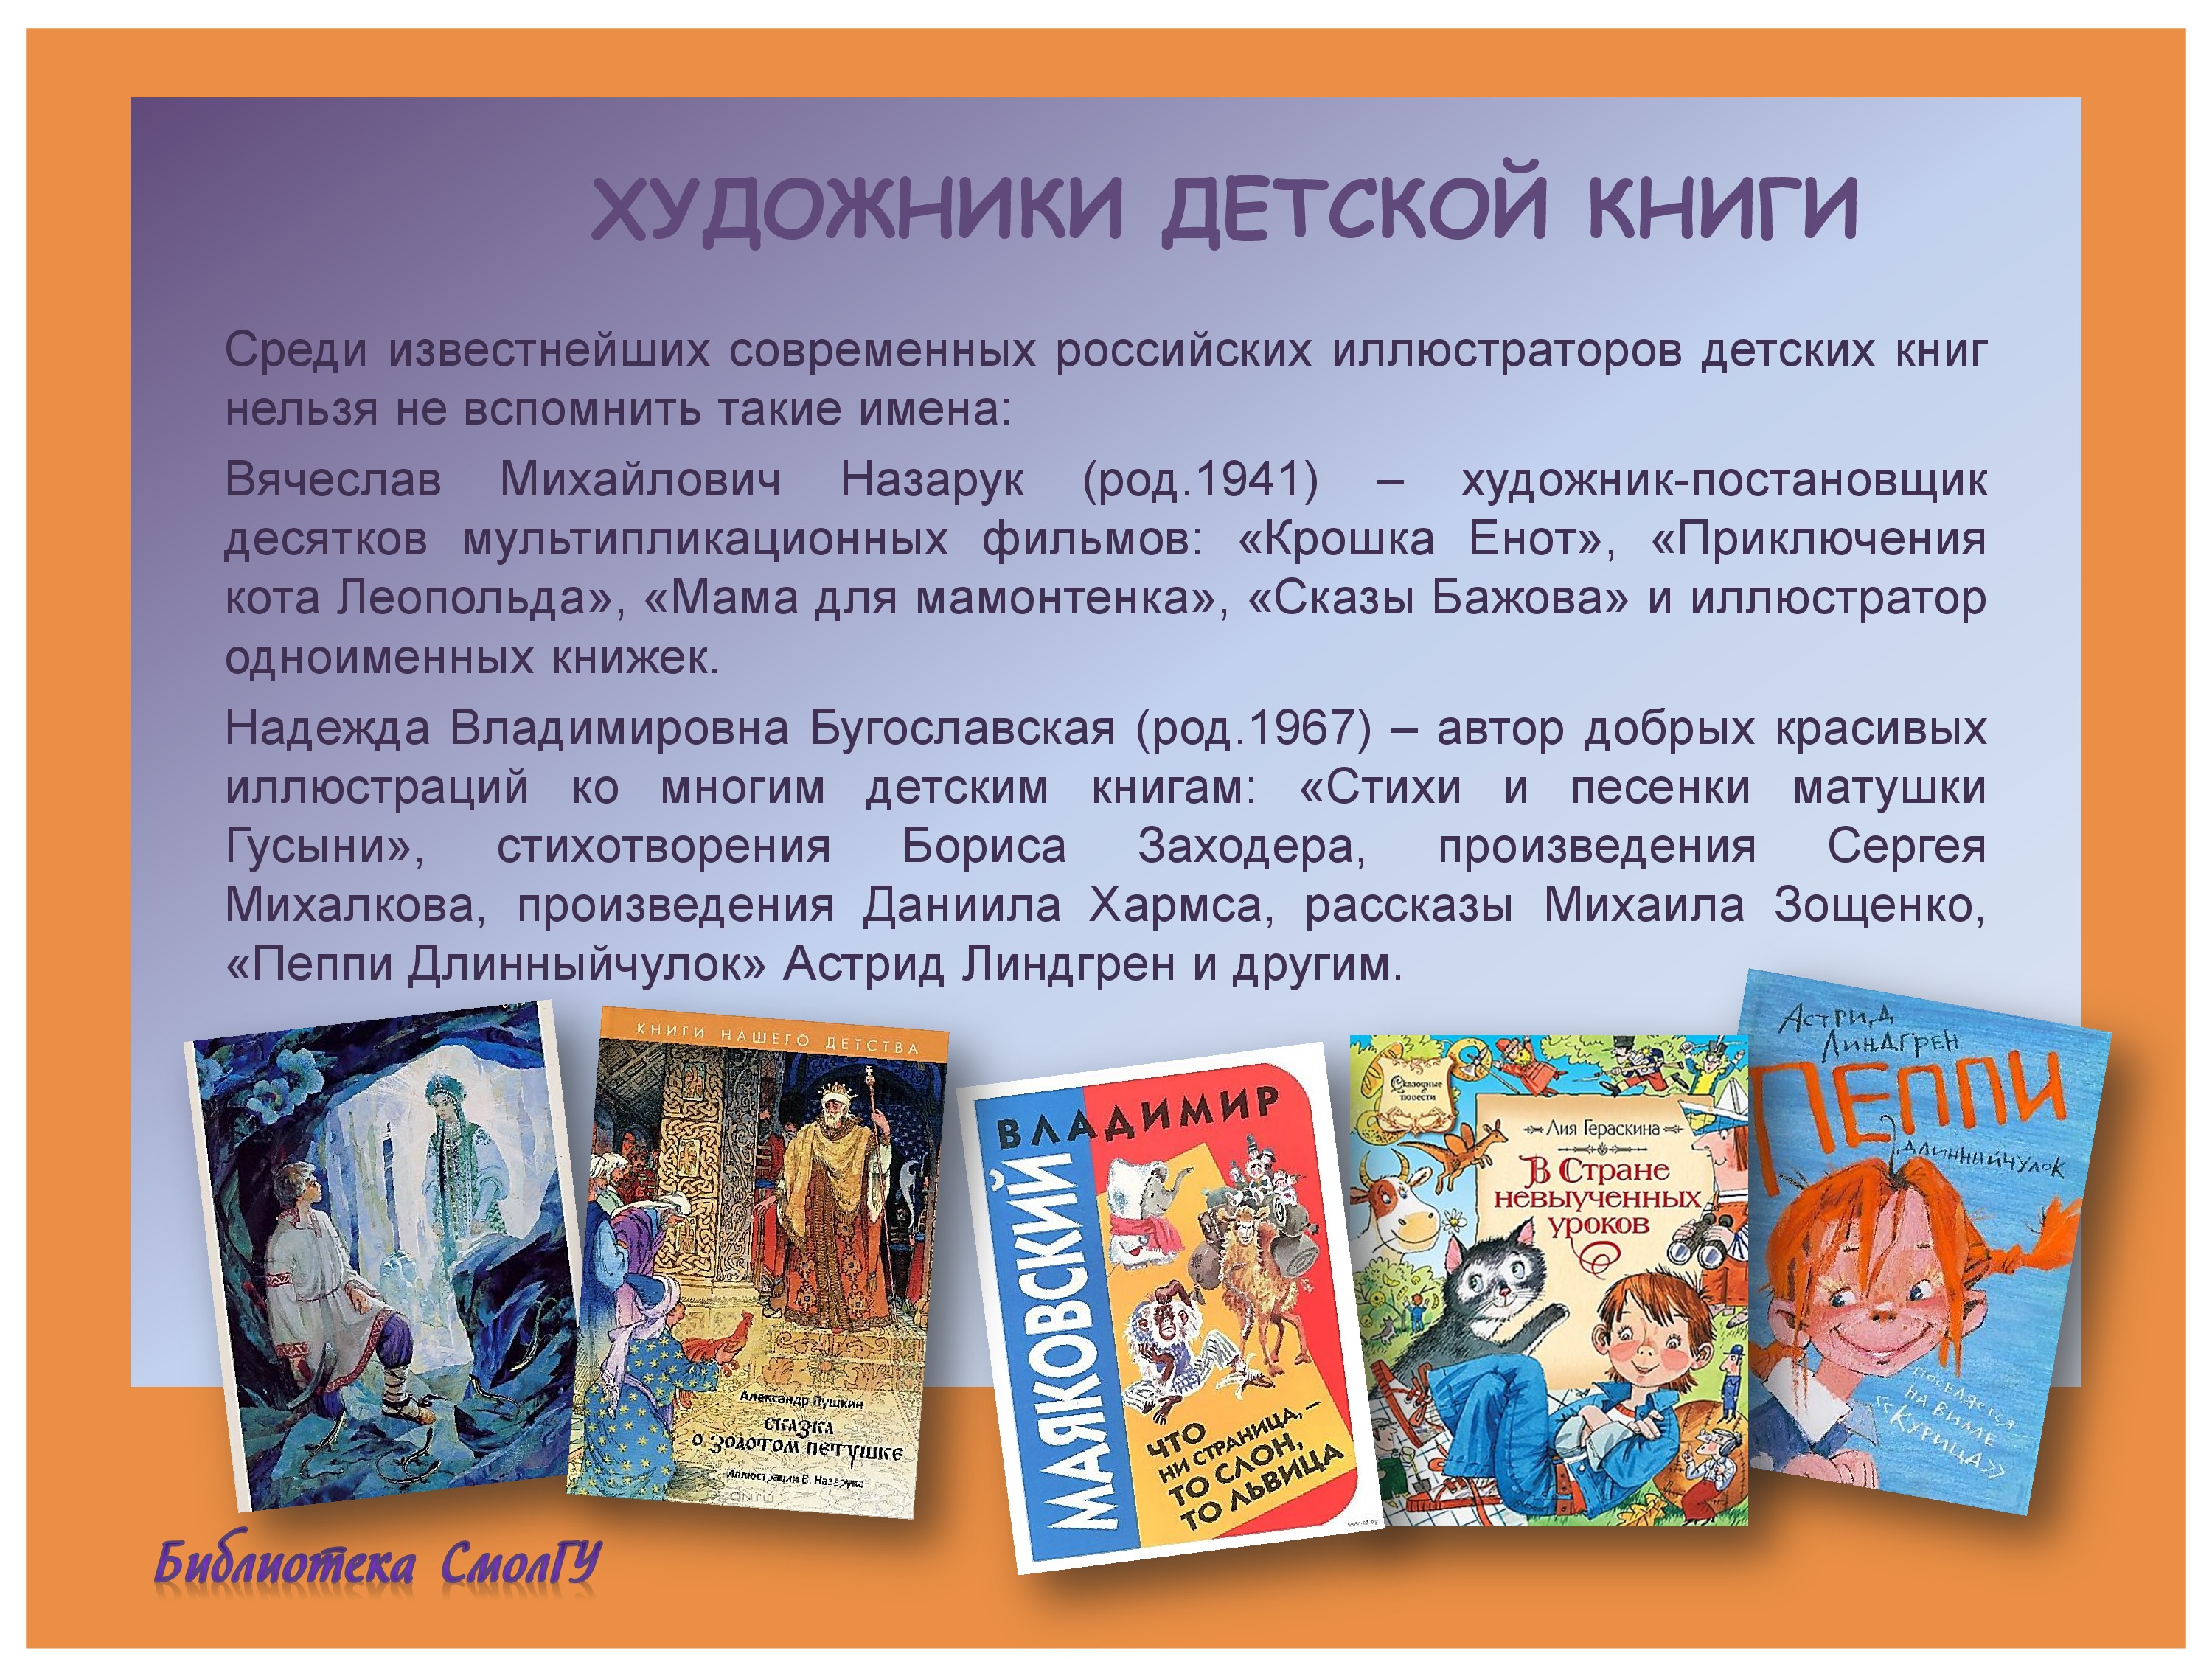 ХУДОЖНИКИ ДЕТСКОЙ КНИГИ
Среди известнейших современных российских иллюстраторов детских книг
нельзя не вспомнить такие имена:
Вячеслав Михайлович Назарук (род.1941) – художник-постановщик
десятков мультипликационных фильмов: «Крошка Енот», «Приключения
кота Леопольда», «Мама для мамонтенка», «Сказы Бажова» и иллюстратор
одноименных книжек.
Надежда Владимировна Бугославская (род.1967) – автор добрых красивых
иллюстраций ко многим детским книгам: «Стихи и песенки матушки
Гусыни», стихотворения Бориса Заходера, произведения Сергея
Михалкова, произведения Даниила Хармса, рассказы Михаила Зощенко,
«Пеппи Длинныйчулок» Астрид Линдгрен и другим.
КНИГИ НАШЕГО ДЕТСТВА
Александр Пушкин
СКАЗКА
О ЗОЛОТОМ ПЕТУШКЕ
Иллюстрации В. Назарука
ВЛАДИМИР
МАЯКОВСКИЙ
ЧТО
НИ СТРАНИЦА, –
ТО СЛОН,
ТО ЛЬВИЦА
Сказочные
повести
Лия Гераскина
В Стране
невыученных
уроков
АСТРИД
ЛИНДГРЕН
ПЕППИ
ДЛИННЫЙЧУЛОК
ПОСЕЛЯЕТСЯ
НА ВИЛЛЕ
«КУРИЦА»
Библиотека СмолГУ